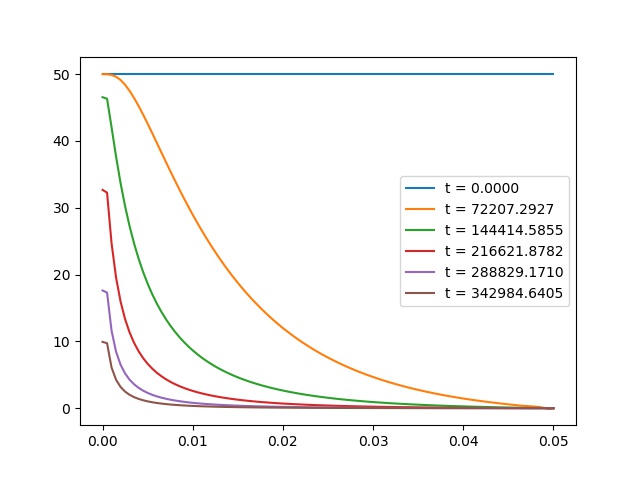 50
40
30
20
10
0
t = 0.0000
t = 72207.2927
t = 144414.5855
t = 216621.8782
t = 288829.1710
t = 342984.6405
0.00 0.01 0.02 0.03 0.04 0.05